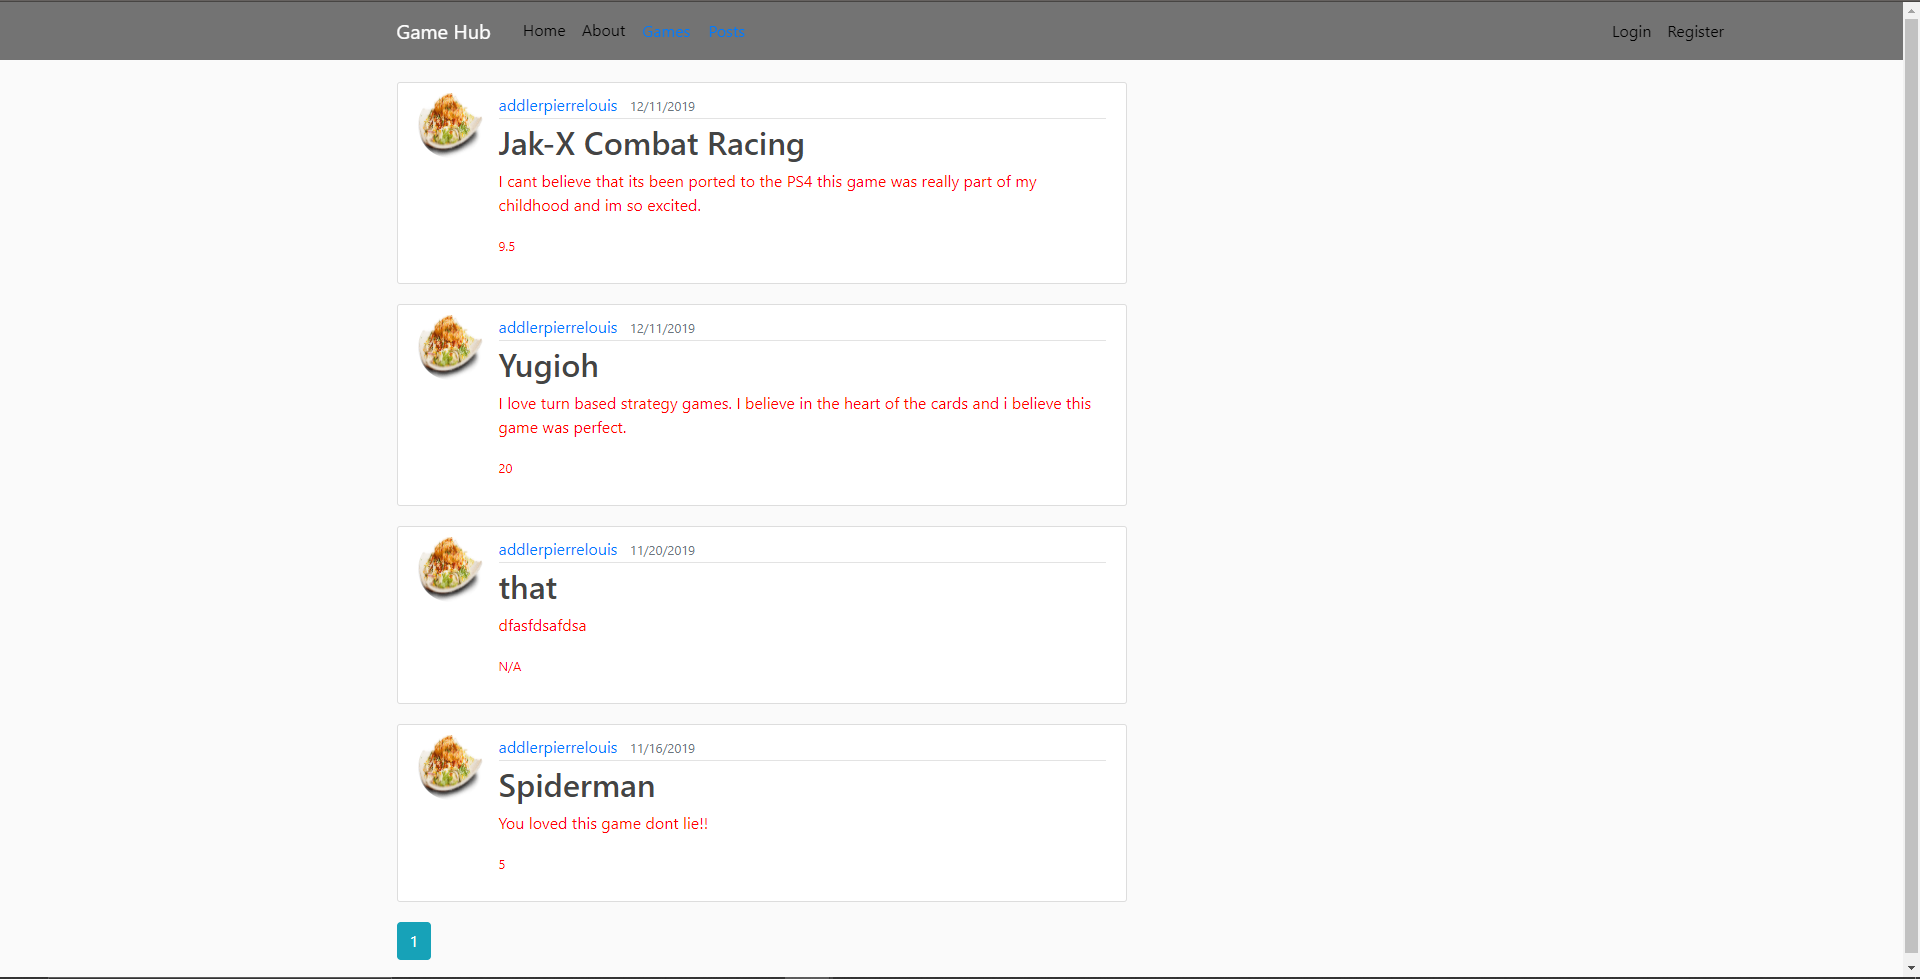 Game Hub Home About Games Posts Login Register
addlerpierrelouis 12/11/2019
Jak-X Combat Racing
I cant believe that its been ported to the PS4 this game was really part of my
childhood and im so excited.
9.5
addlerpierrelouis 12/11/2019
Yugioh
I love turn based strategy games. I believe in the heart of the cards and i believe this
game was perfect.
20
addlerpierrelouis 11/20/2019
that
dfasfdsafdsa
N/A
addlerpierrelouis 11/16/2019
Spiderman
You loved this game dont lie!!
5
1